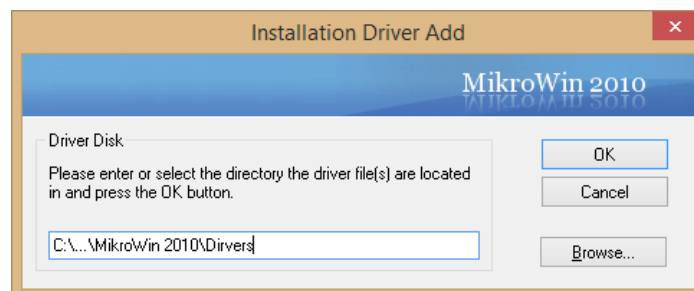 Installation Driver Add
MikroWin 2010
Driver Disk
Please enter or select the directory the driver file(s) are located
in and press the OK button.
C:\...\MikroWin 2010\Dirvers
OK
Cancel
Browse...